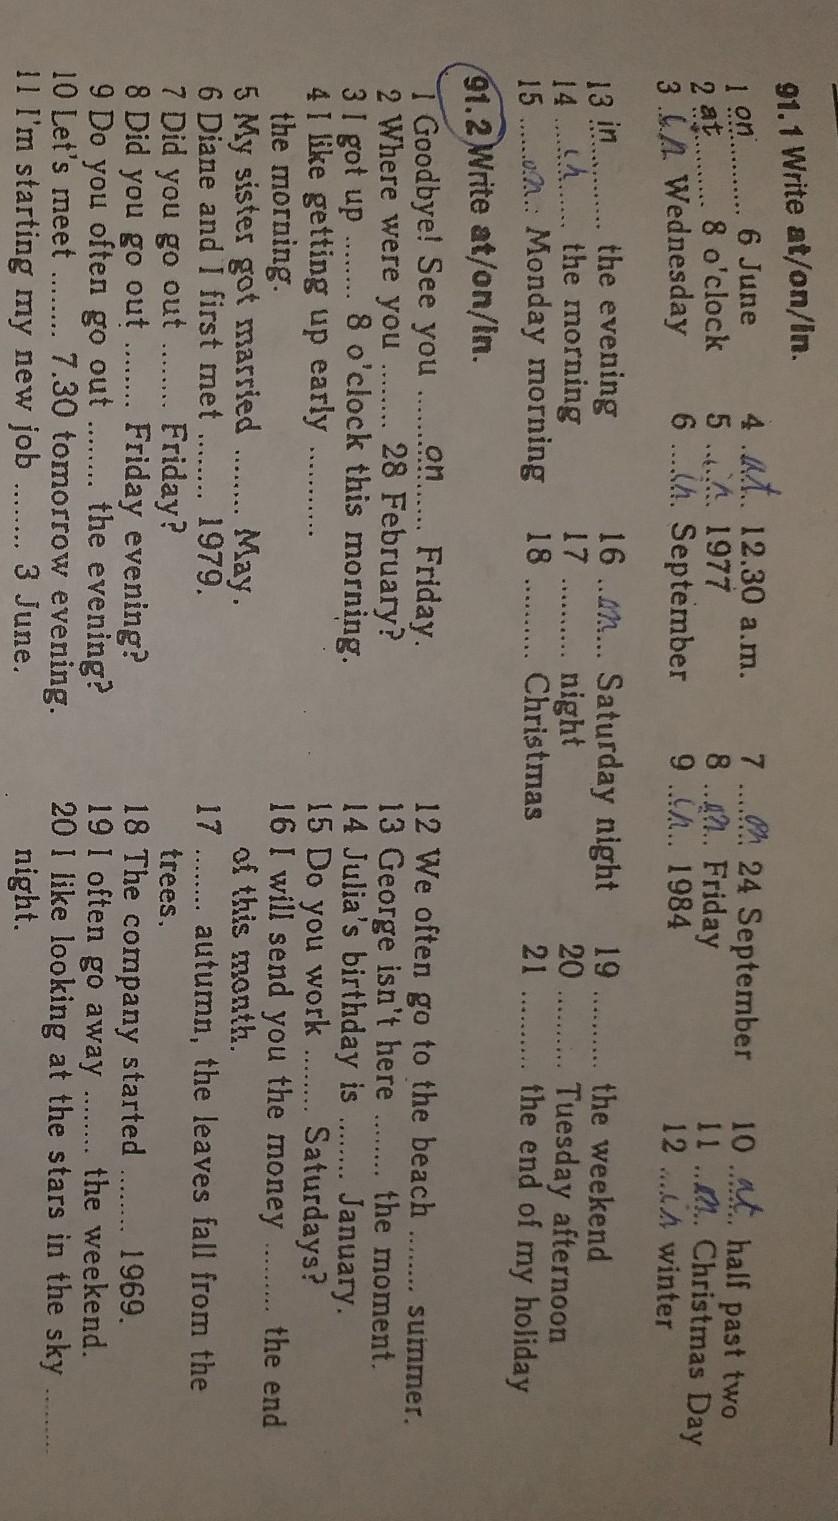 91.1 Write at/on/in.
1 on............ 6 June 4 ..at.. 12.30 a.m. 7 ........on 24 September 10 ..at.. half past two
2 at............ 8 o'clock 5 ..in.. 1977 8 ..on.. Friday 11 ..on.. Christmas Day
3 ..in Wednesday 6 .....in. September 9 ...in.. 1984 12 ....in winter
13 in............ the evening 16 ..on.... Saturday night 19 .......... the weekend
14 ....in...... the morning 17 .......... night 20 .......... Tuesday afternoon
15 ......on.. Monday morning 18 .......... Christmas 21 .......... the end of my holiday
91.2 Write at/on/in.
1 Goodbye! See you ......on...... Friday.
2 Where were you ........ 28 February?
3 I got up ........ 8 o'clock this morning.
4 I like getting up early ...........
the morning.
5 My sister got married ........ May.
6 Diane and I first met ........ 1979.
7 Did you go out ........ Friday?
8 Did you go out ........ Friday evening?
9 Do you often go out ........ the evening?
10 Let's meet ........ 7.30 tomorrow evening.
11 I'm starting my new job ........ 3 June.
12 We often go to the beach ........ summer.
13 George isn't here ........ the moment.
14 Julia's birthday is ........ January.
15 Do you work ........ Saturdays?
16 I will send you the money ......... the end
of this month.
17 ........ autumn, the leaves fall from the
trees.
18 The company started ........ 1969.
19 I often go away ........ the weekend.
20 I like looking at the stars in the sky .........
night.